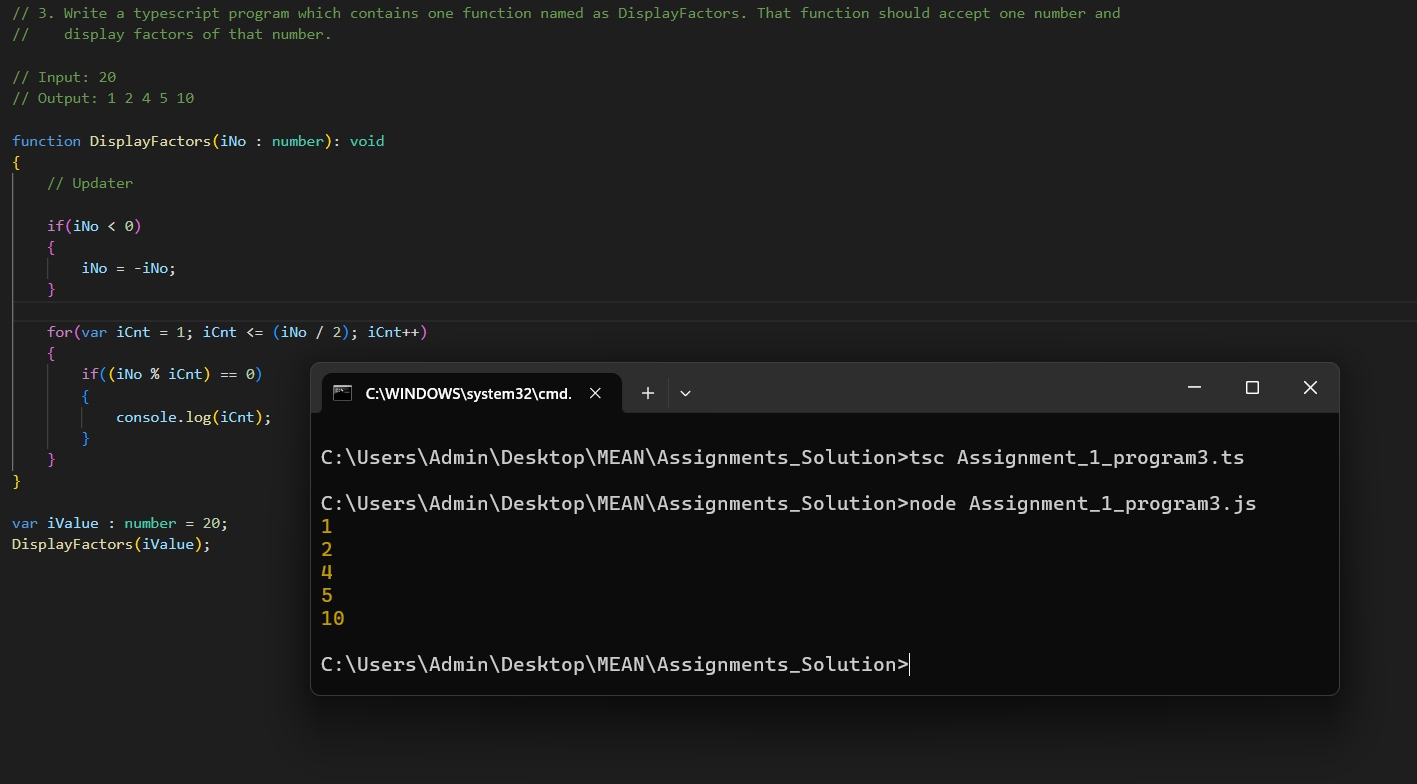 // 3. Write a typescript program which contains one function named as DisplayFactors. That function should accept one number and
//    display factors of that number.
// Input: 20
// Output: 1 2 4 5 10
function DisplayFactors(iNo : number): void
{
    // Updater
    if(iNo < 0)
    {
        iNo = -iNo;
    }
    for(var iCnt = 1; iCnt <= (iNo / 2); iCnt++)
    {
        if((iNo % iCnt) == 0)
        {
            console.log(iCnt);
        }
    }
}
var iValue : number = 20;
DisplayFactors(iValue);
C:\WINDOWS\system32\cmd.
C:\Users\Admin\Desktop\MEAN\Assignments_Solution>tsc Assignment_1_program3.ts
C:\Users\Admin\Desktop\MEAN\Assignments_Solution>node Assignment_1_program3.js
1
2
4
5
10
C:\Users\Admin\Desktop\MEAN\Assignments_Solution>